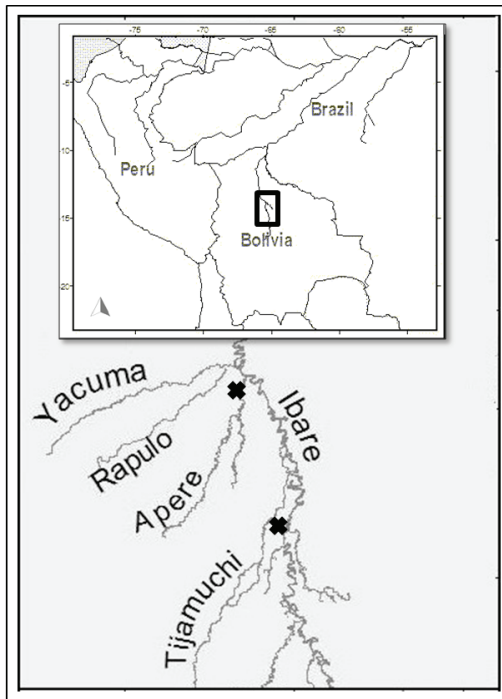 -75 -70 -65 -60 -55
-5
Brazil
-10
Peru
-15
Bolivia
-20
Yacuma
Ibare
Rapulo
Apere
Tijamuchi